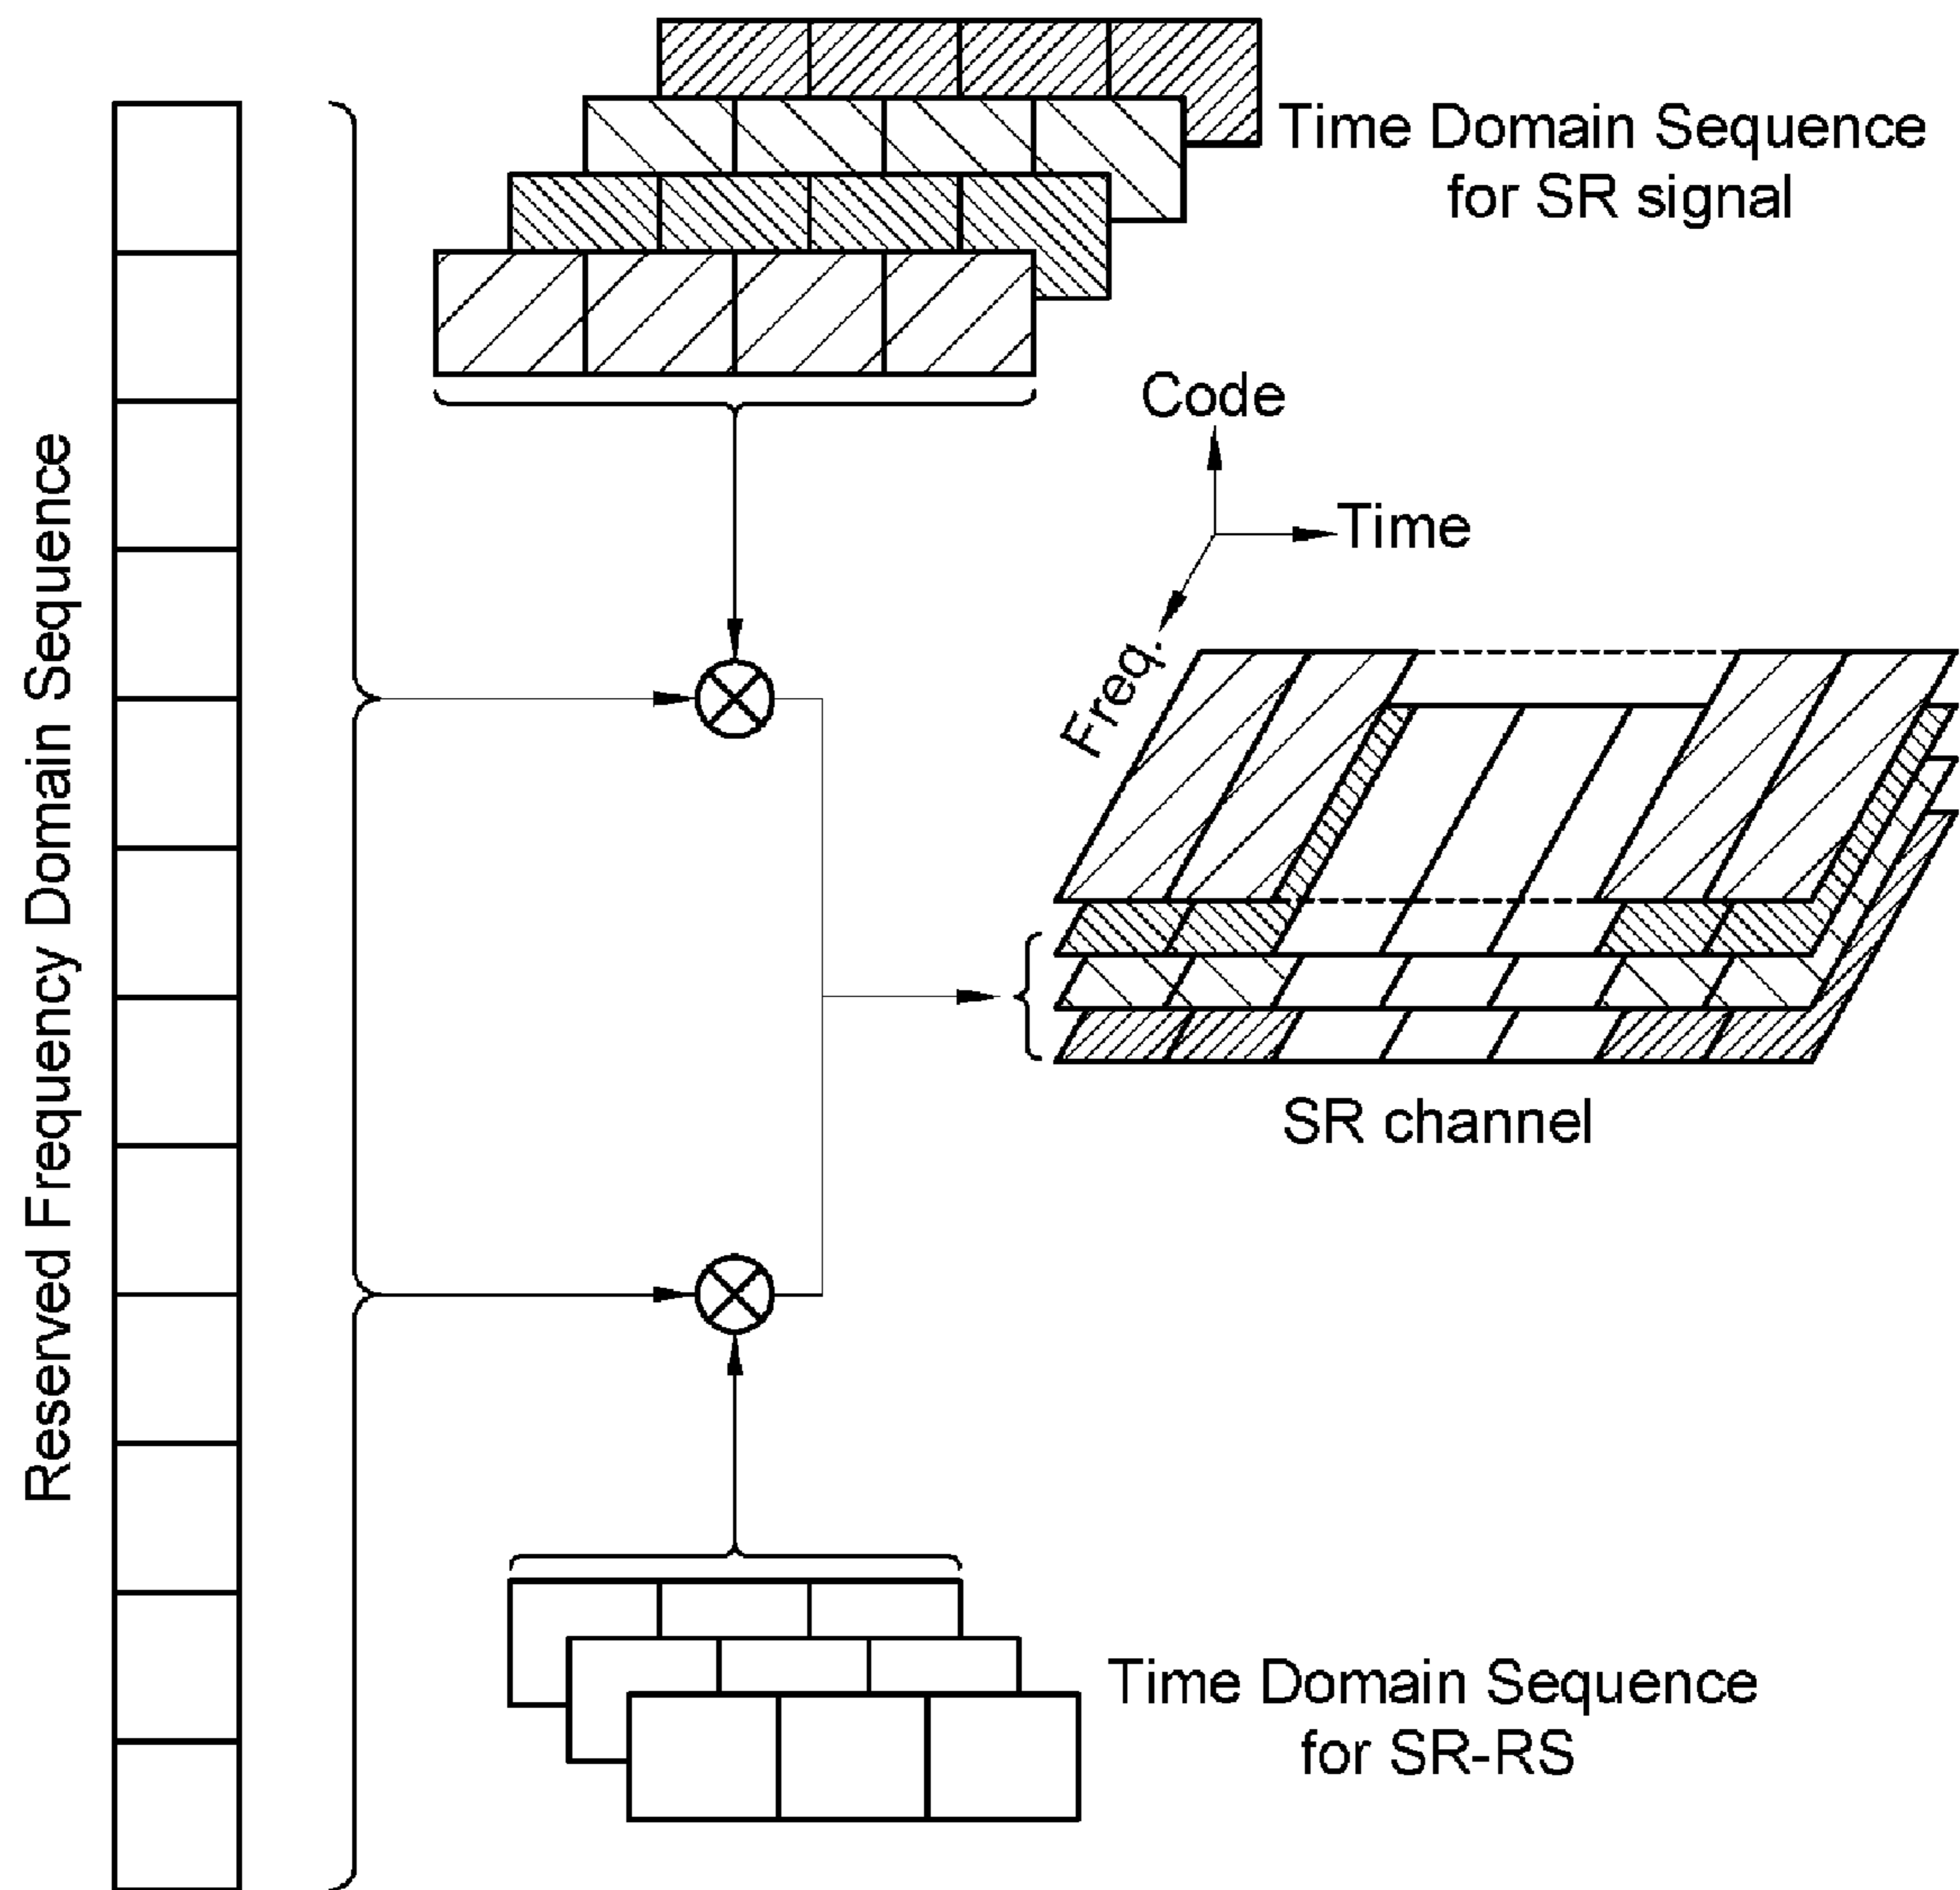 Reserved Frequency Domain Sequence
Time Domain Sequence
for SR signal
Code
Time
Freq.
SR channel
Time Domain Sequence
for SR-RS